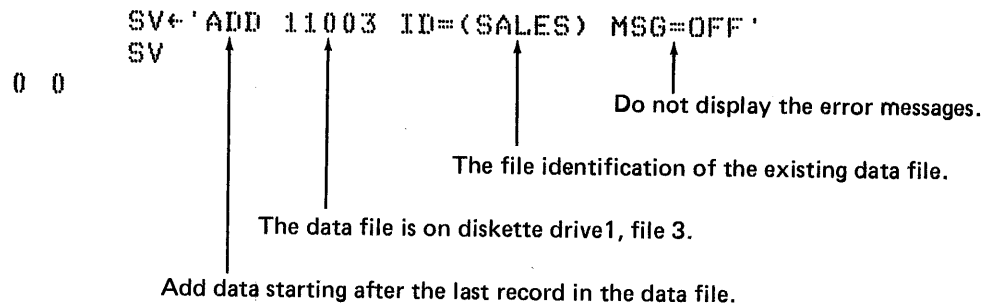 SV←'ADD 11003 ID=(SALES) MSG=OFF'
SV
0 0
Do not display the error messages.
The file identification of the existing data file.
The data file is on diskette drive1, file 3.
Add data starting after the last record in the data file.